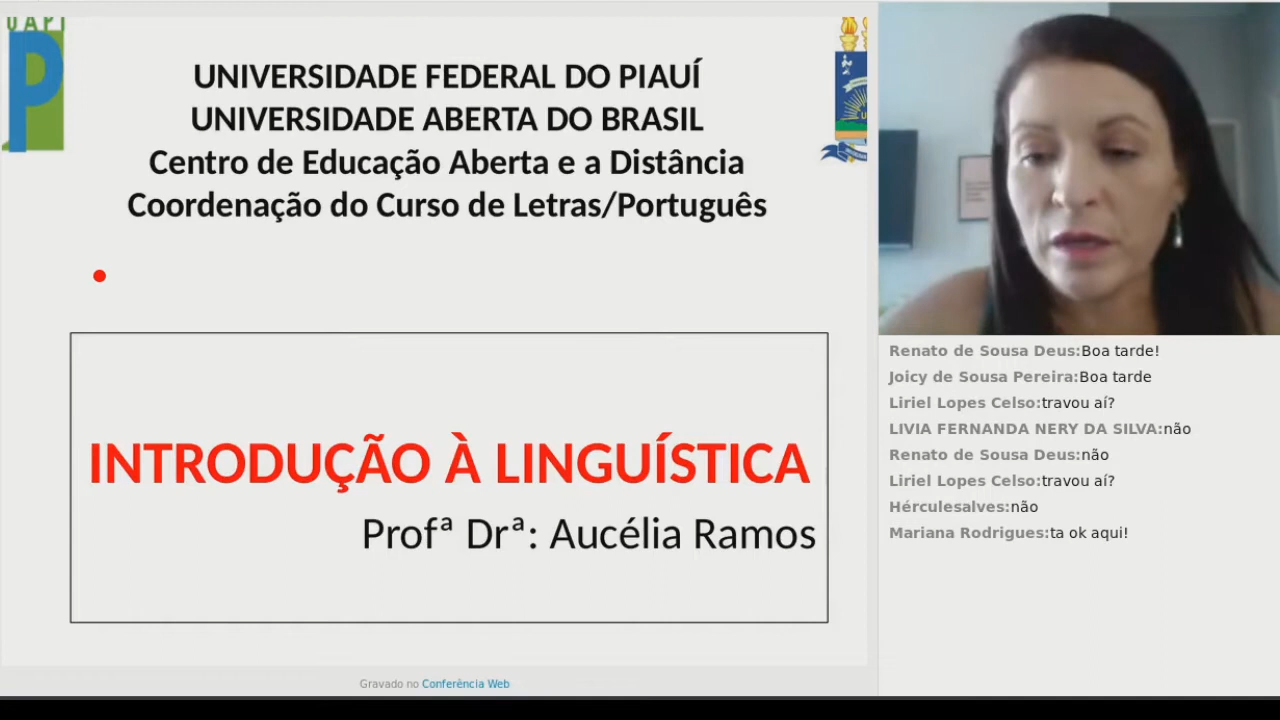 UAPI
UNIVERSIDADE FEDERAL DO PIAUÍ
UNIVERSIDADE ABERTA DO BRASIL
Centro de Educação Aberta e a Distância
Coordenação do Curso de Letras/Português
INTRODUÇÃO À LINGUÍSTICA
Profª Drª: Aucélia Ramos
Gravado no Conferência Web
Renato de Sousa Deus:Boa tarde!
Joicy de Sousa Pereira:Boa tarde
Liriel Lopes Celso:travou aí?
LIVIA FERNANDA NERY DA SILVA:não
Renato de Sousa Deus:não
Liriel Lopes Celso:travou aí?
Hérculesalves:não
Mariana Rodrigues:ta ok aqui!